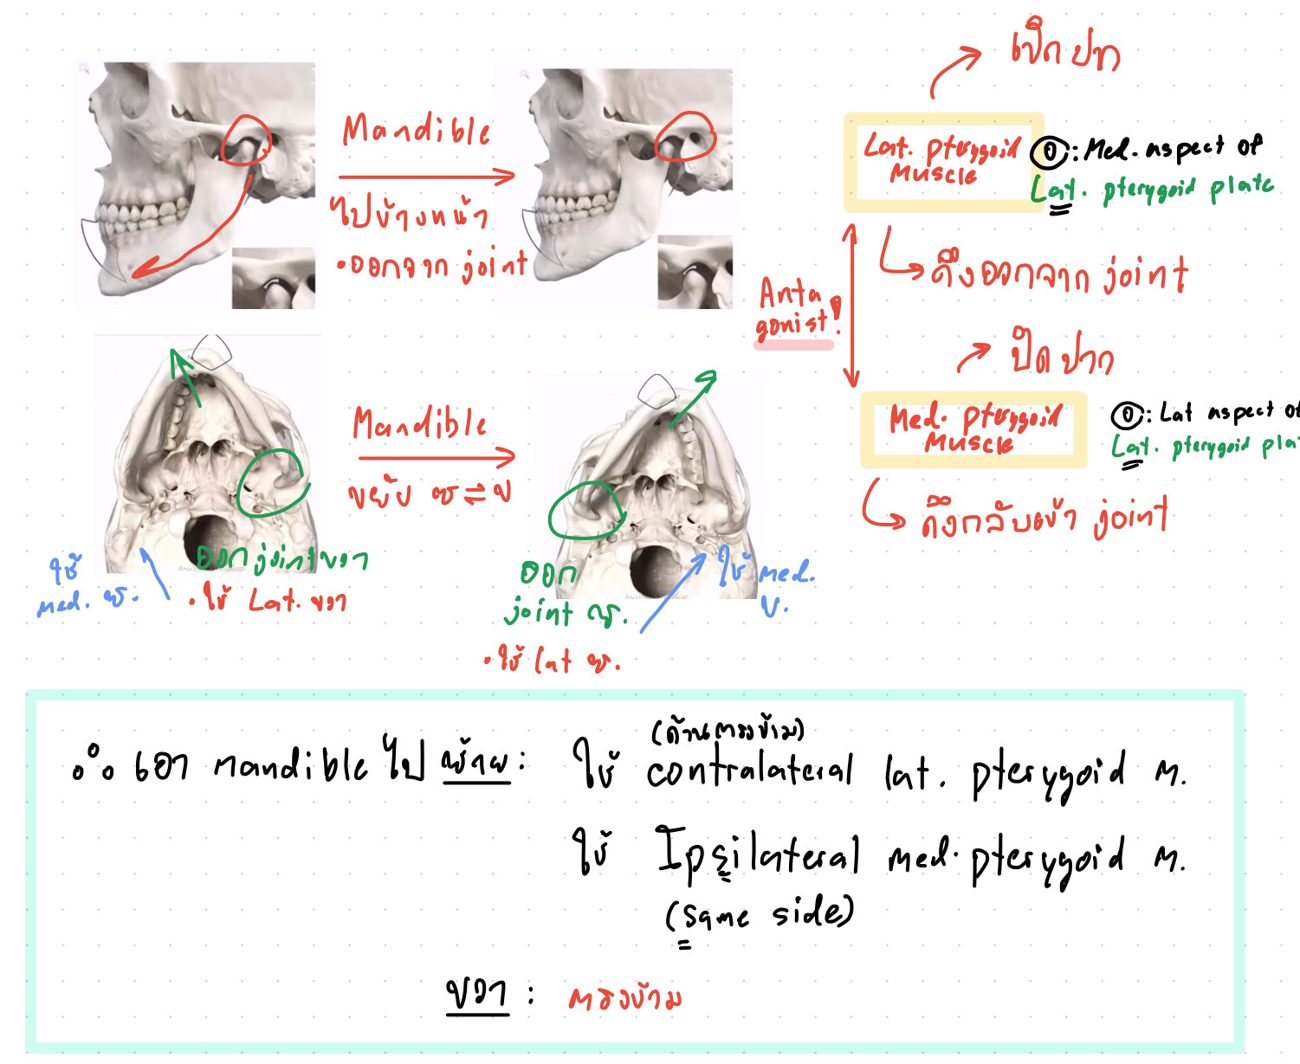 Mandible
ไปข้างหน้า
•ออกจาก joint
เปิดปาก
Lat. pterygoid
Muscle
O: Med. aspect of
Lat. pterygoid plate
ดึงออกจาก joint
Antagonist!
ปิดปาก
Med. pterygoid
Muscle
O: Lat aspect of
Lat. pterygoid plat
ดึงกลับเข้า joint
Mandible
ขยับ ซ ⇌ ข
ใช้
med. ซ.
ออก joint ขวา
•ใช้ Lat. ขวา
ออก
joint ซ.
•ใช้ lat ซ.
ใช้ med.
ข.
∴ เอา mandible ไป ซ้าย :
(ด้านตรงข้าม)
ใช้ contralateral lat. pterygoid m.
ใช้ Ipsilateral med. pterygoid m.
(same side)
ขวา : ตรงข้าม